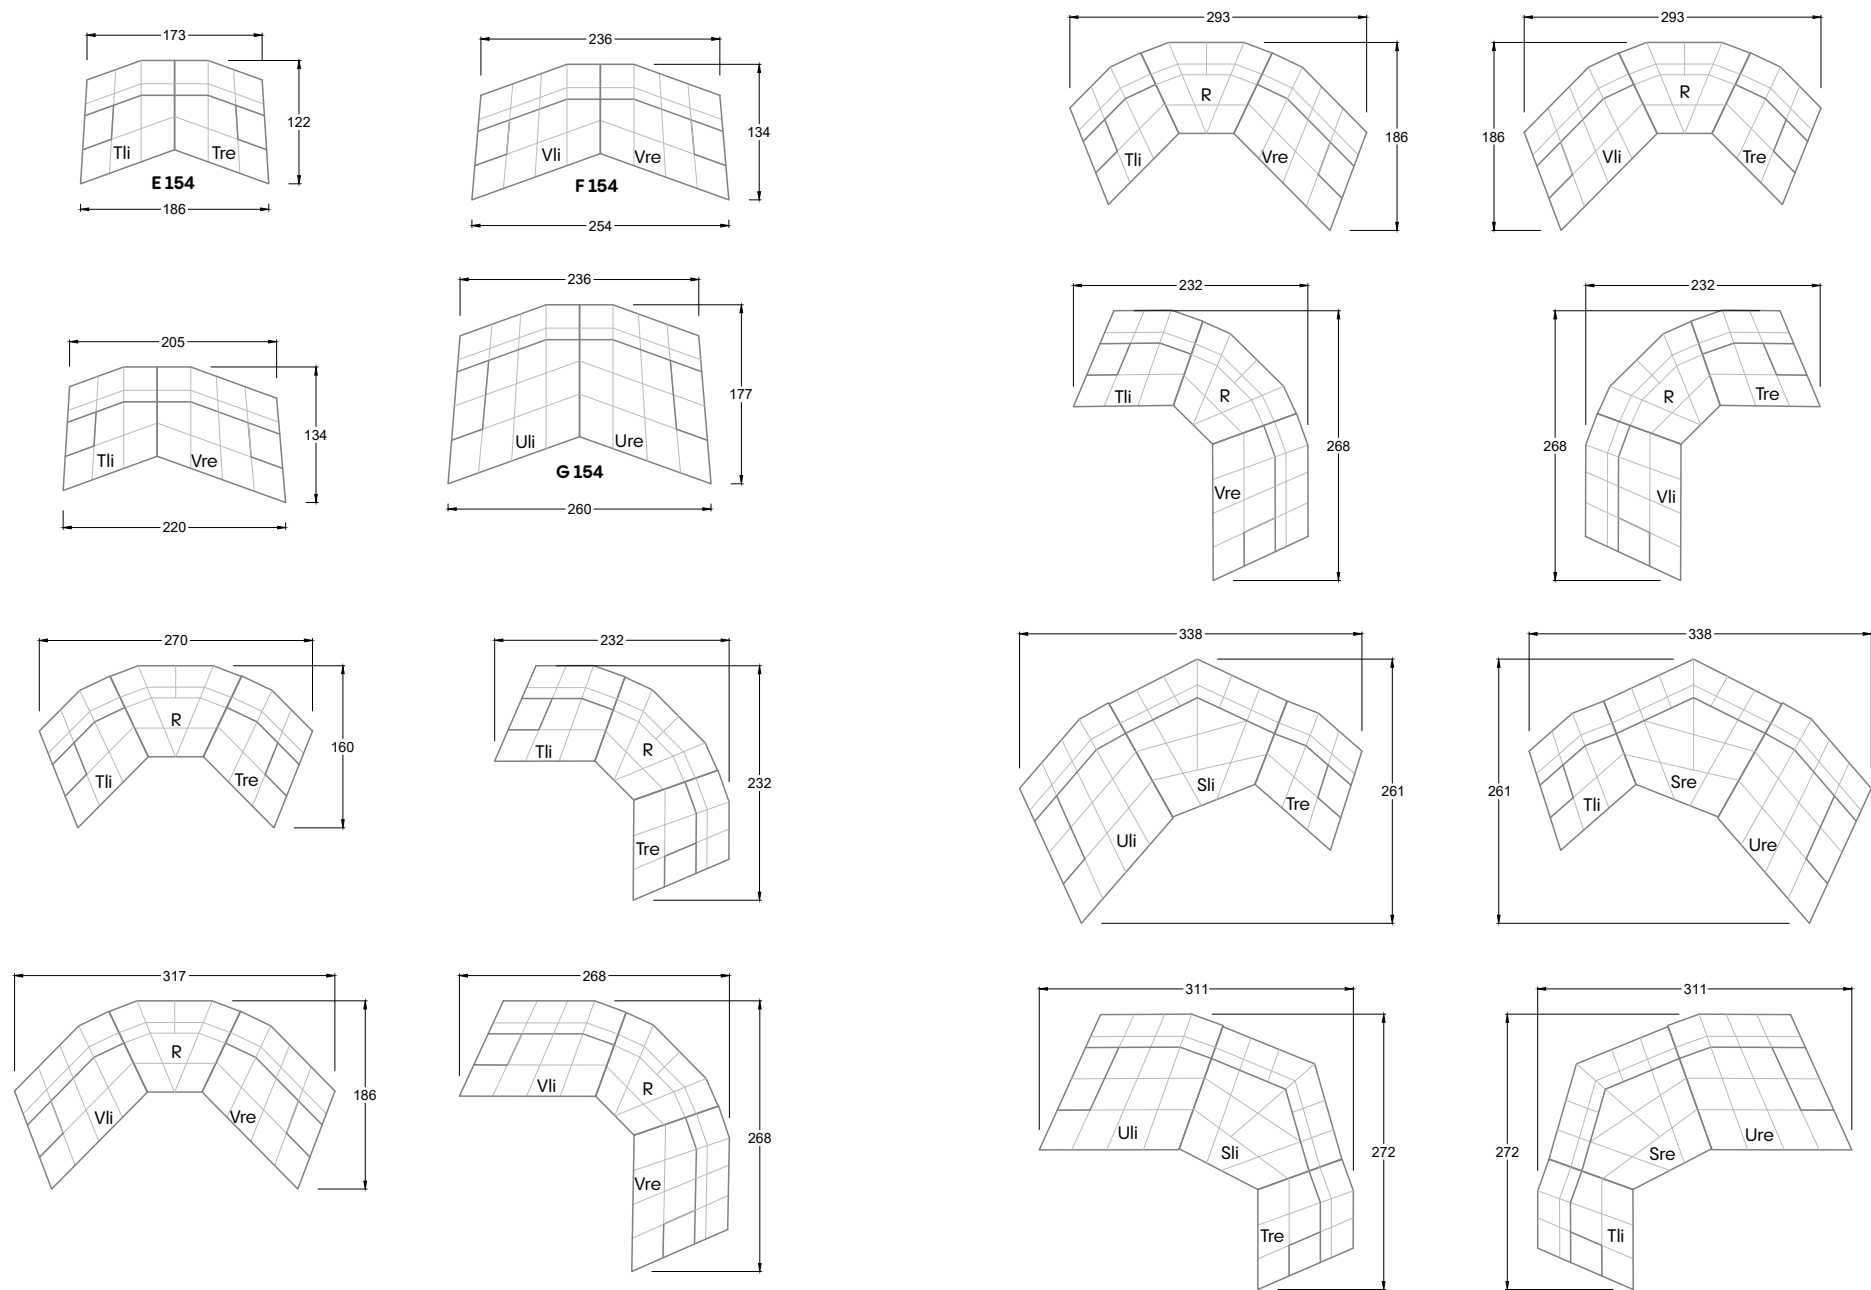 173
122
Tli Tre
E 154
186
236
134
Vli Vre
F 154
254
205
134
Tli Vre
220
236
177
Uli Ure
G 154
260
270
R
160
Tli Tre
232
Tli R
232
Tre
317
R
186
Vli Vre
268
Vli R
268
Vre
293
R
186
Tli Vre
293
R
186
Vli Tre
232
Tli R
268
Vre
232
R Tre
268
Vli
338
Sli
261
Tre
Uli
338
Sre
261
Tli
Ure
311
Uli
Sli
272
Tre
311
Ure
Sre
272
Tli